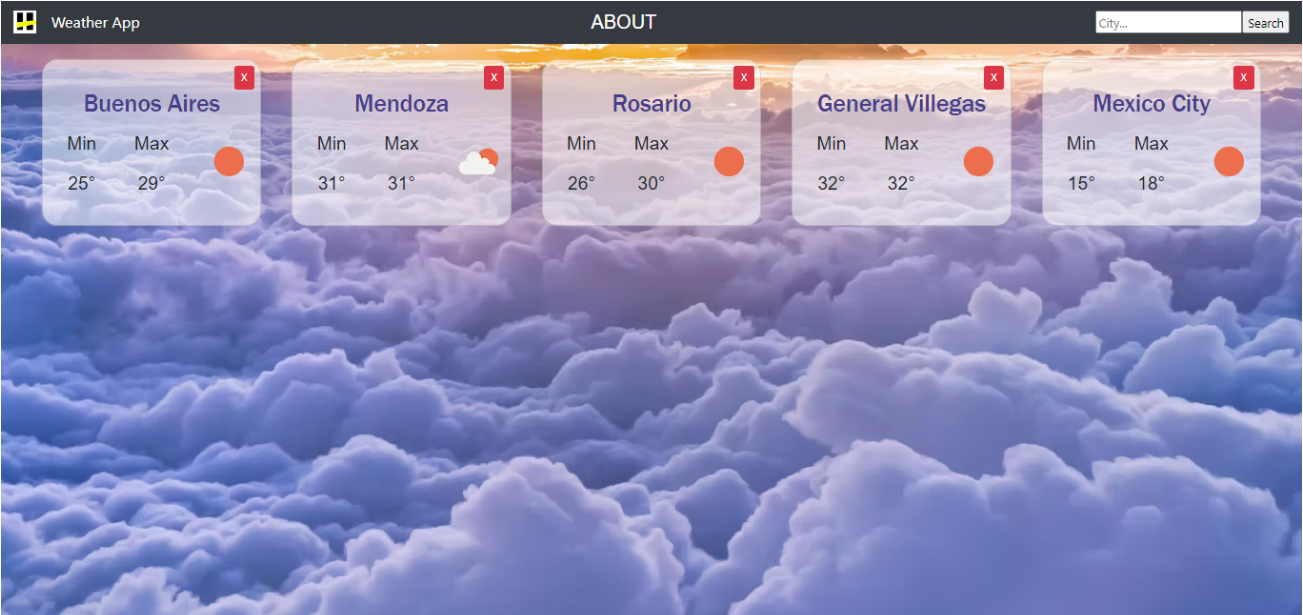 Weather App
ABOUT
City...
Search
x
Buenos Aires
Min Max
25° 29°
x
Mendoza
Min Max
31° 31°
x
Rosario
Min Max
26° 30°
x
General Villegas
Min Max
32° 32°
x
Mexico City
Min Max
15° 18°